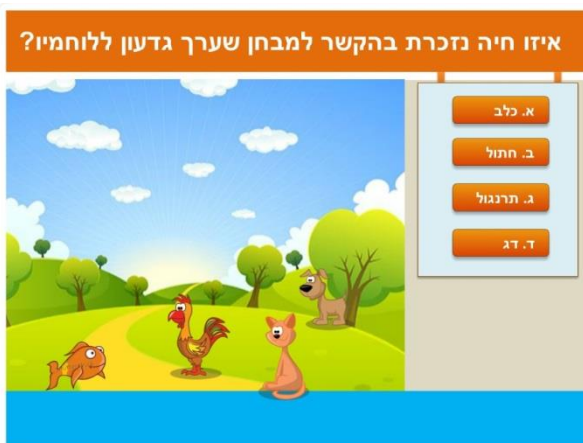 איזו חיה נזכרת בהקשר למבחן שערך גדעון ללוחמיו?
א. כלב
ב. חתול
ג. תרנגול
ד. דג